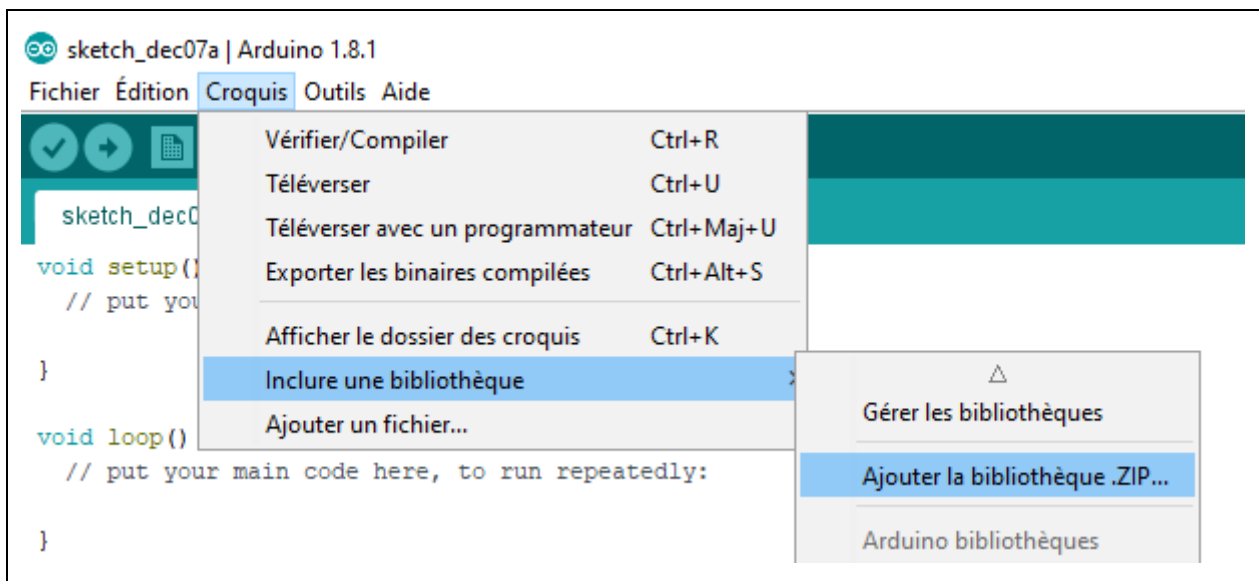 sketch_dec07a | Arduino 1.8.1
Fichier Édition Croquis Outils Aide
Vérifier/Compiler Ctrl+R
Téléverser Ctrl+U
Téléverser avec un programmateur Ctrl+Maj+U
Exporter les binaires compilées Ctrl+Alt+S
Afficher le dossier des croquis Ctrl+K
Inclure une bibliothèque
Ajouter un fichier...
Gérer les bibliothèques
Ajouter la bibliothèque .ZIP...
Arduino bibliothèques
sketch_dec0
void setup()
// put you
}
void loop()
// put your main code here, to run repeatedly:
}